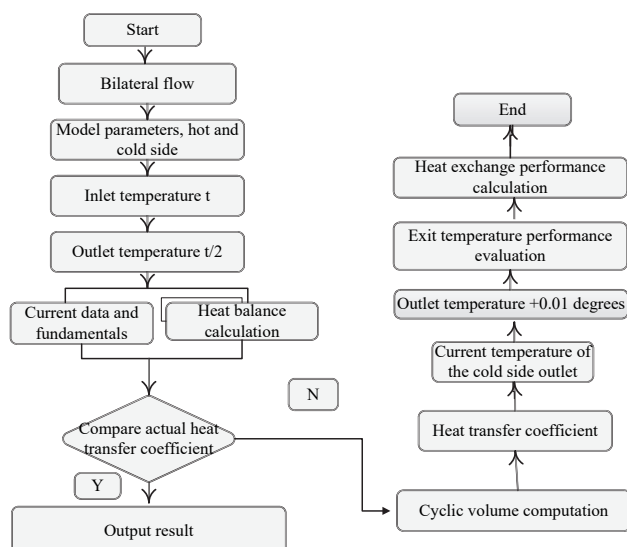 Start
Bilateral flow
Model parameters, hot and
cold side
Inlet temperature t
Outlet temperature t/2
Current data and
fundamentals
Heat balance
calculation
Compare actual heat
transfer coefficient
Y
Output result
N
Cyclic volume computation
Heat transfer coefficient
Current temperature of
the cold side outlet
Outlet temperature +0.01 degrees
Exit temperature performance
evaluation
Heat exchange performance
calculation
End